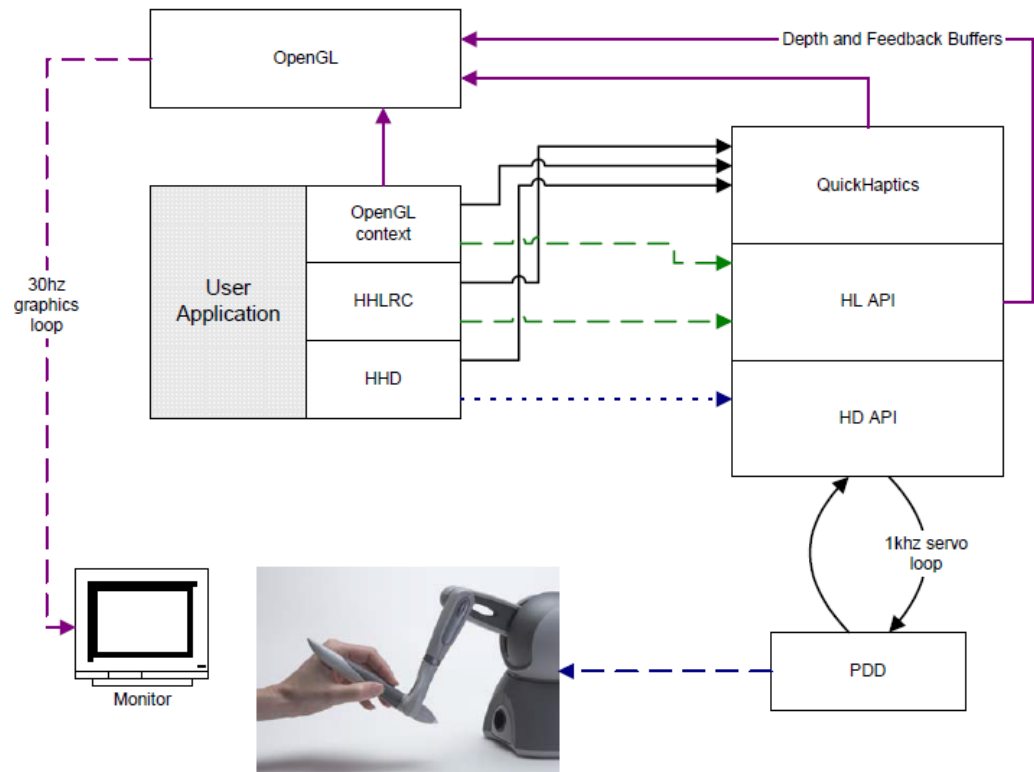 OpenGL
Depth and Feedback Buffers
QuickHaptics
OpenGL
context
User
Application
HHLRC
HL API
30hz
graphics
loop
HHD
HD API
1khz servo
loop
PDD
Monitor